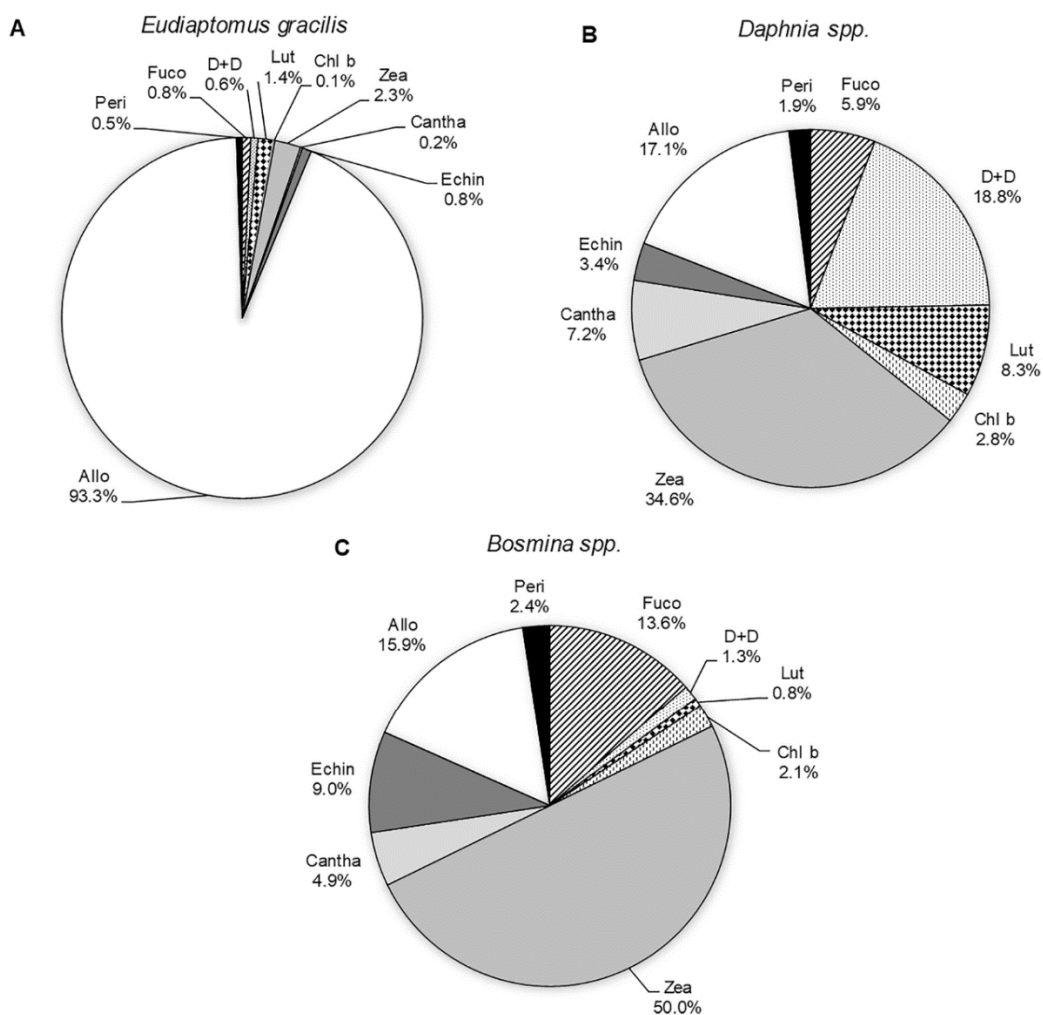 A
Eudiaptomus gracilis
Peri
0.5%
Fuco
0.8%
D+D
0.6%
Lut
1.4%
Chl b
0.1%
Zea
2.3%
Cantha
0.2%
Echin
0.8%
Allo
93.3%
B
Daphnia spp.
Peri
1.9%
Fuco
5.9%
D+D
18.8%
Lut
8.3%
Chl b
2.8%
Zea
34.6%
Cantha
7.2%
Echin
3.4%
Allo
17.1%
C
Bosmina spp.
Peri
2.4%
Fuco
13.6%
D+D
1.3%
Lut
0.8%
Chl b
2.1%
Zea
50.0%
Cantha
4.9%
Echin
9.0%
Allo
15.9%